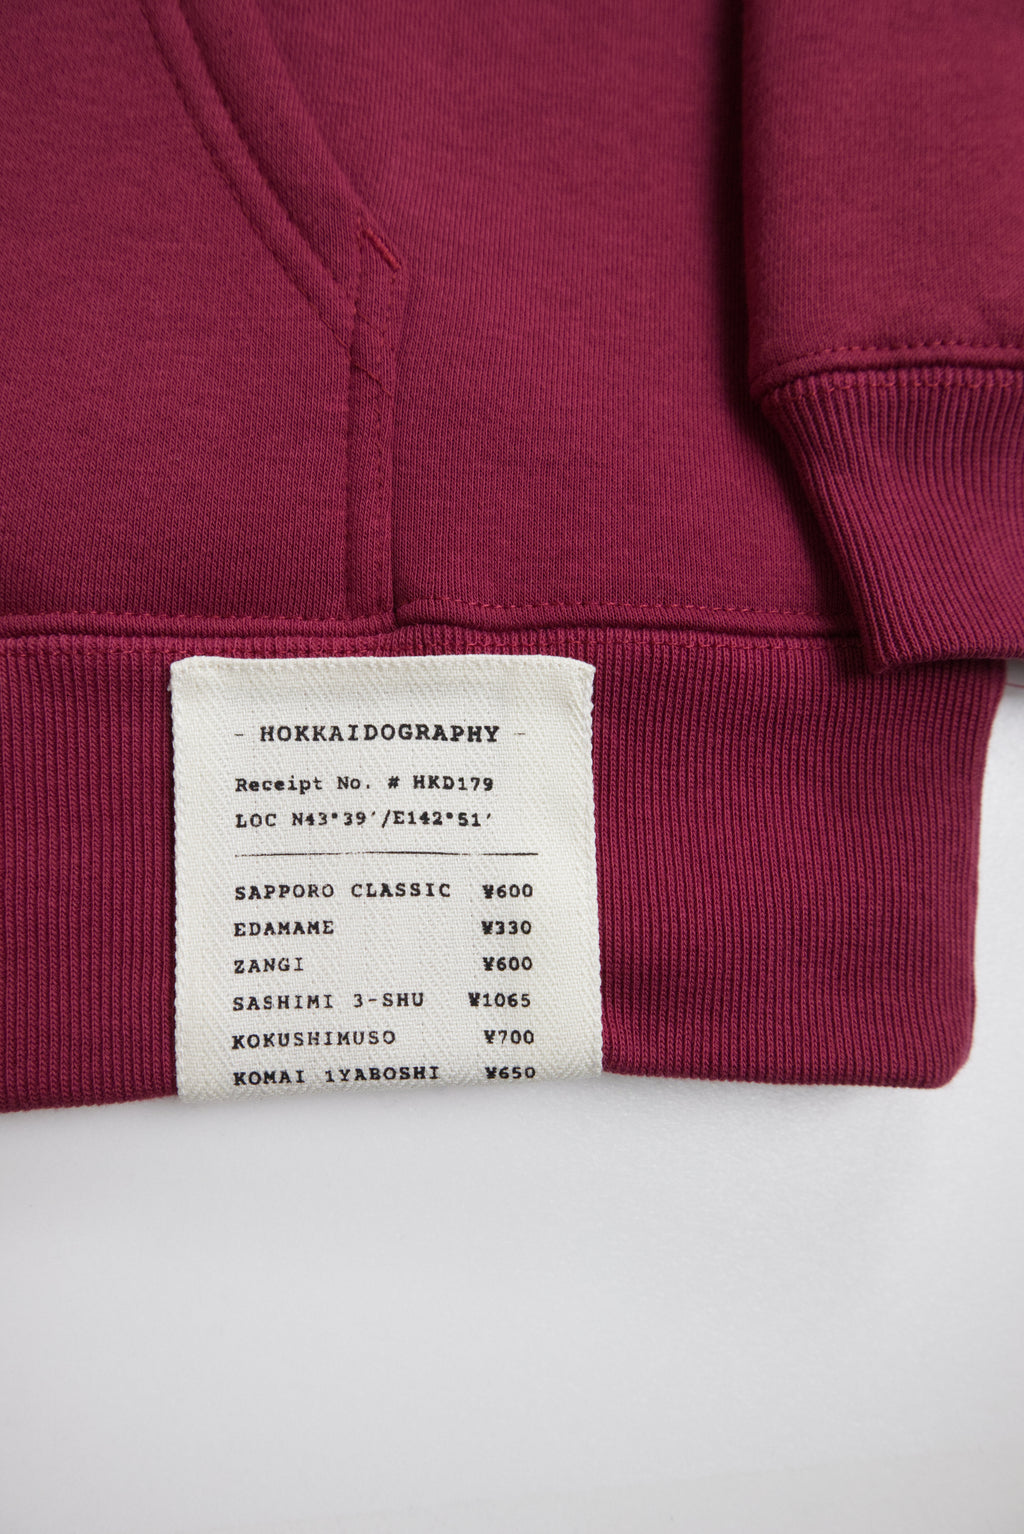 - HOKKAIDOGRAPHY -
Receipt No. # HKD179
LOC N43°39'/E142°51'
SAPPORO CLASSIC ¥600
EDAMAME ¥330
ZANGI ¥600
SASHIMI 3-SHU ¥1065
KOKUSHIMUSO ¥700
KOMAI 1YABOSHI ¥650